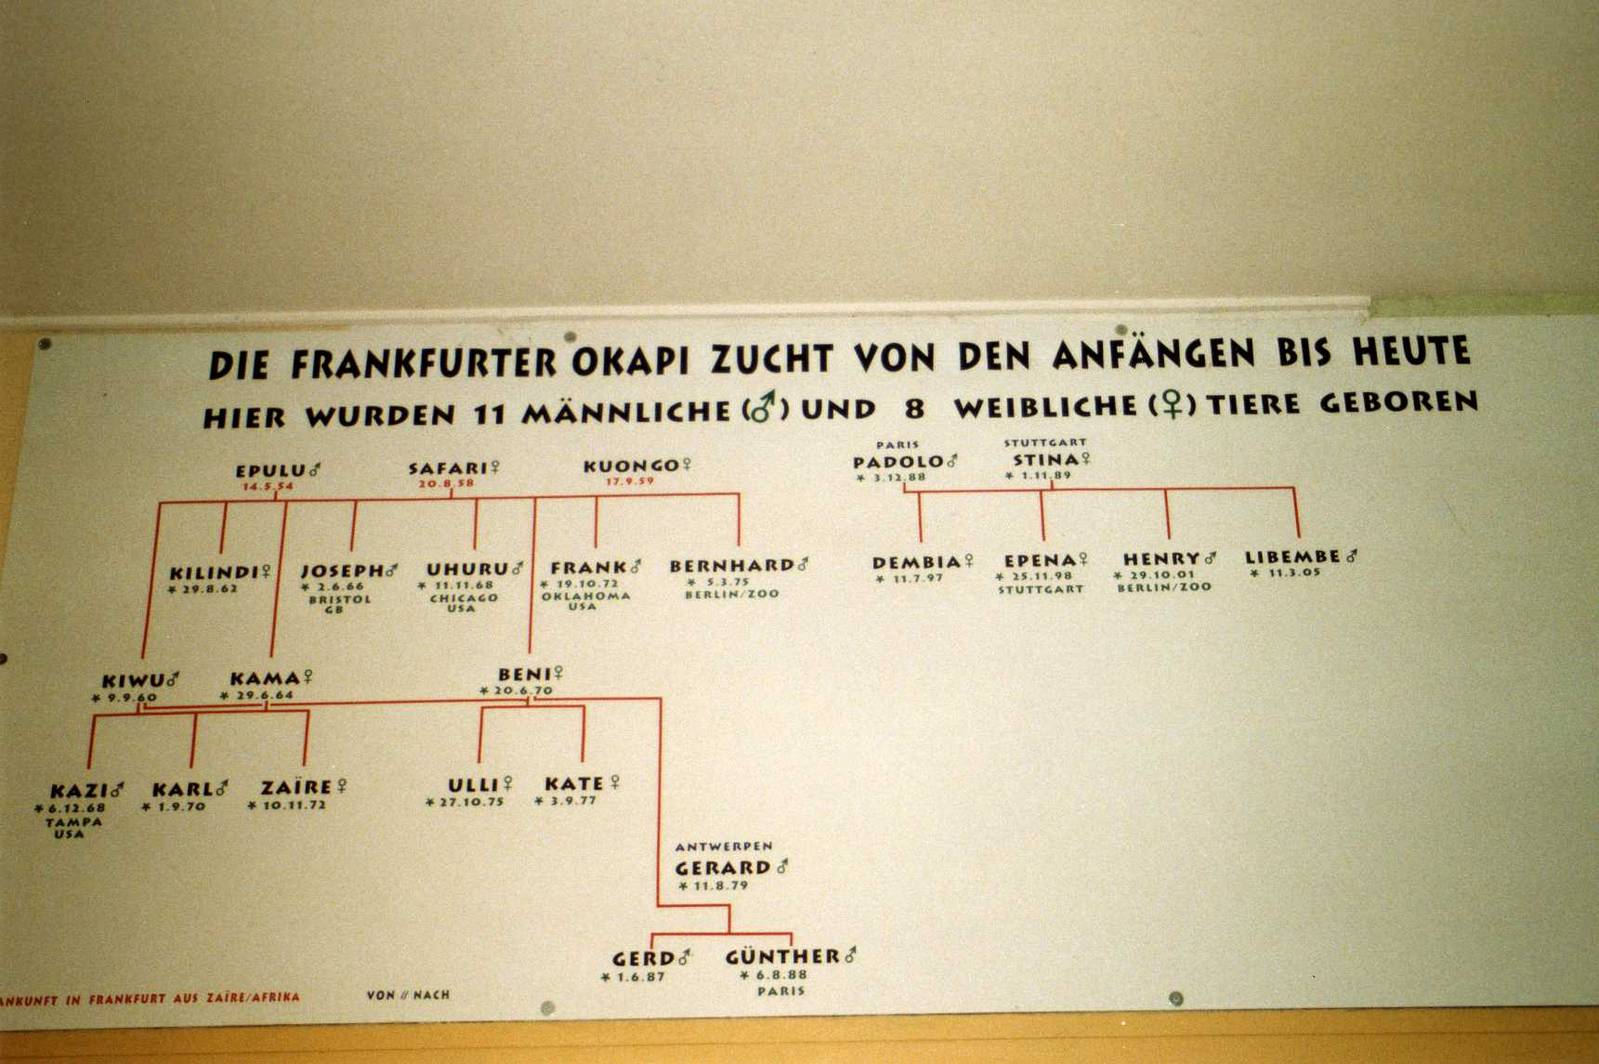 DIE FRANKFURTER OKAPI ZUCHT VON DEN ANFÄNGEN BIS HEUTE
HIER WURDEN 11 MÄNNLICHE (♂) UND 8 WEIBLICHE (♀) TIERE GEBOREN
PARIS STUTTGART
EPULU♂ SAFARI♀ KUONGO♀ PADOLO♂ STINA♀
14.5.54 20.8.58 17.9.59 * 3.12.88 * 1.11.89
KILINDI♀ JOSEPH♂ UHURU♂ FRANK♂ BERNHARD♂ DEMBIA♀ EPENA♀ HENRY♂ LIBEMBE♂
* 29.8.62 * 2.6.66 * 11.11.68 * 19.10.72 * 5.3.75 * 11.7.97 * 25.11.98 * 29.10.01 * 11.3.05
BRISTOL CHICAGO OKLAHOMA BERLIN/ZOO STUTTGART BERLIN/ZOO
GB USA USA
KIWU♂ KAMA♀ BENI♀
* 9.9.60 * 29.6.64 * 20.6.70
KAZI♂ KARL♂ ZAÏRE♀ ULLI♀ KATE♀
* 6.12.68 * 1.9.70 * 10.11.72 * 27.10.75 * 3.9.77
TAMPA
USA
ANTWERPEN
GERARD♂
* 11.8.79
GERD♂ GÜNTHER♂
* 1.6.87 * 6.8.88
PARIS
ANKUNFT IN FRANKFURT AUS ZAÏRE/AFRIKA VON // NACH